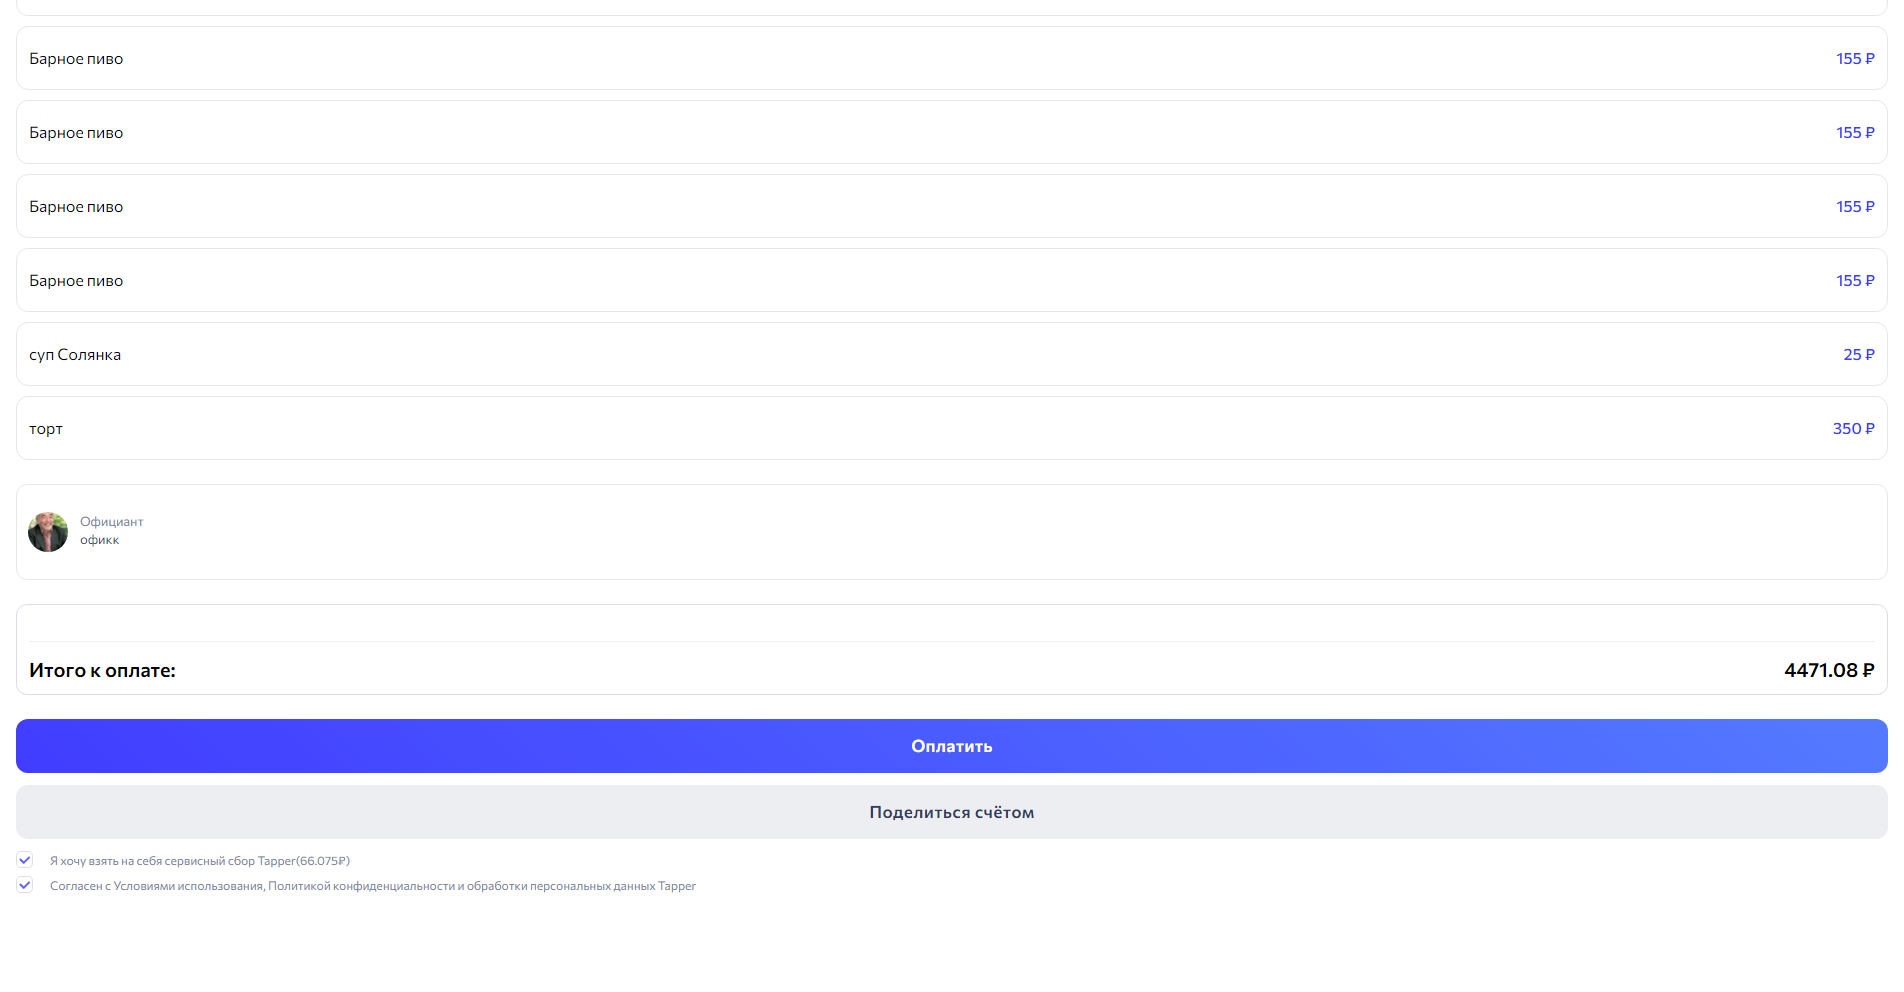 Барное пиво 155 ₽
Барное пиво 155 ₽
Барное пиво 155 ₽
Барное пиво 155 ₽
суп Солянка 25 ₽
торт 350 ₽
Официант
офикк
Итого к оплате: 4471.08 ₽
Оплатить
Поделиться счётом
Я хочу взять на себя сервисный сбор Tapper(66.075₽)
Согласен с Условиями использования, Политикой конфиденциальности и обработки персональных данных Tapper